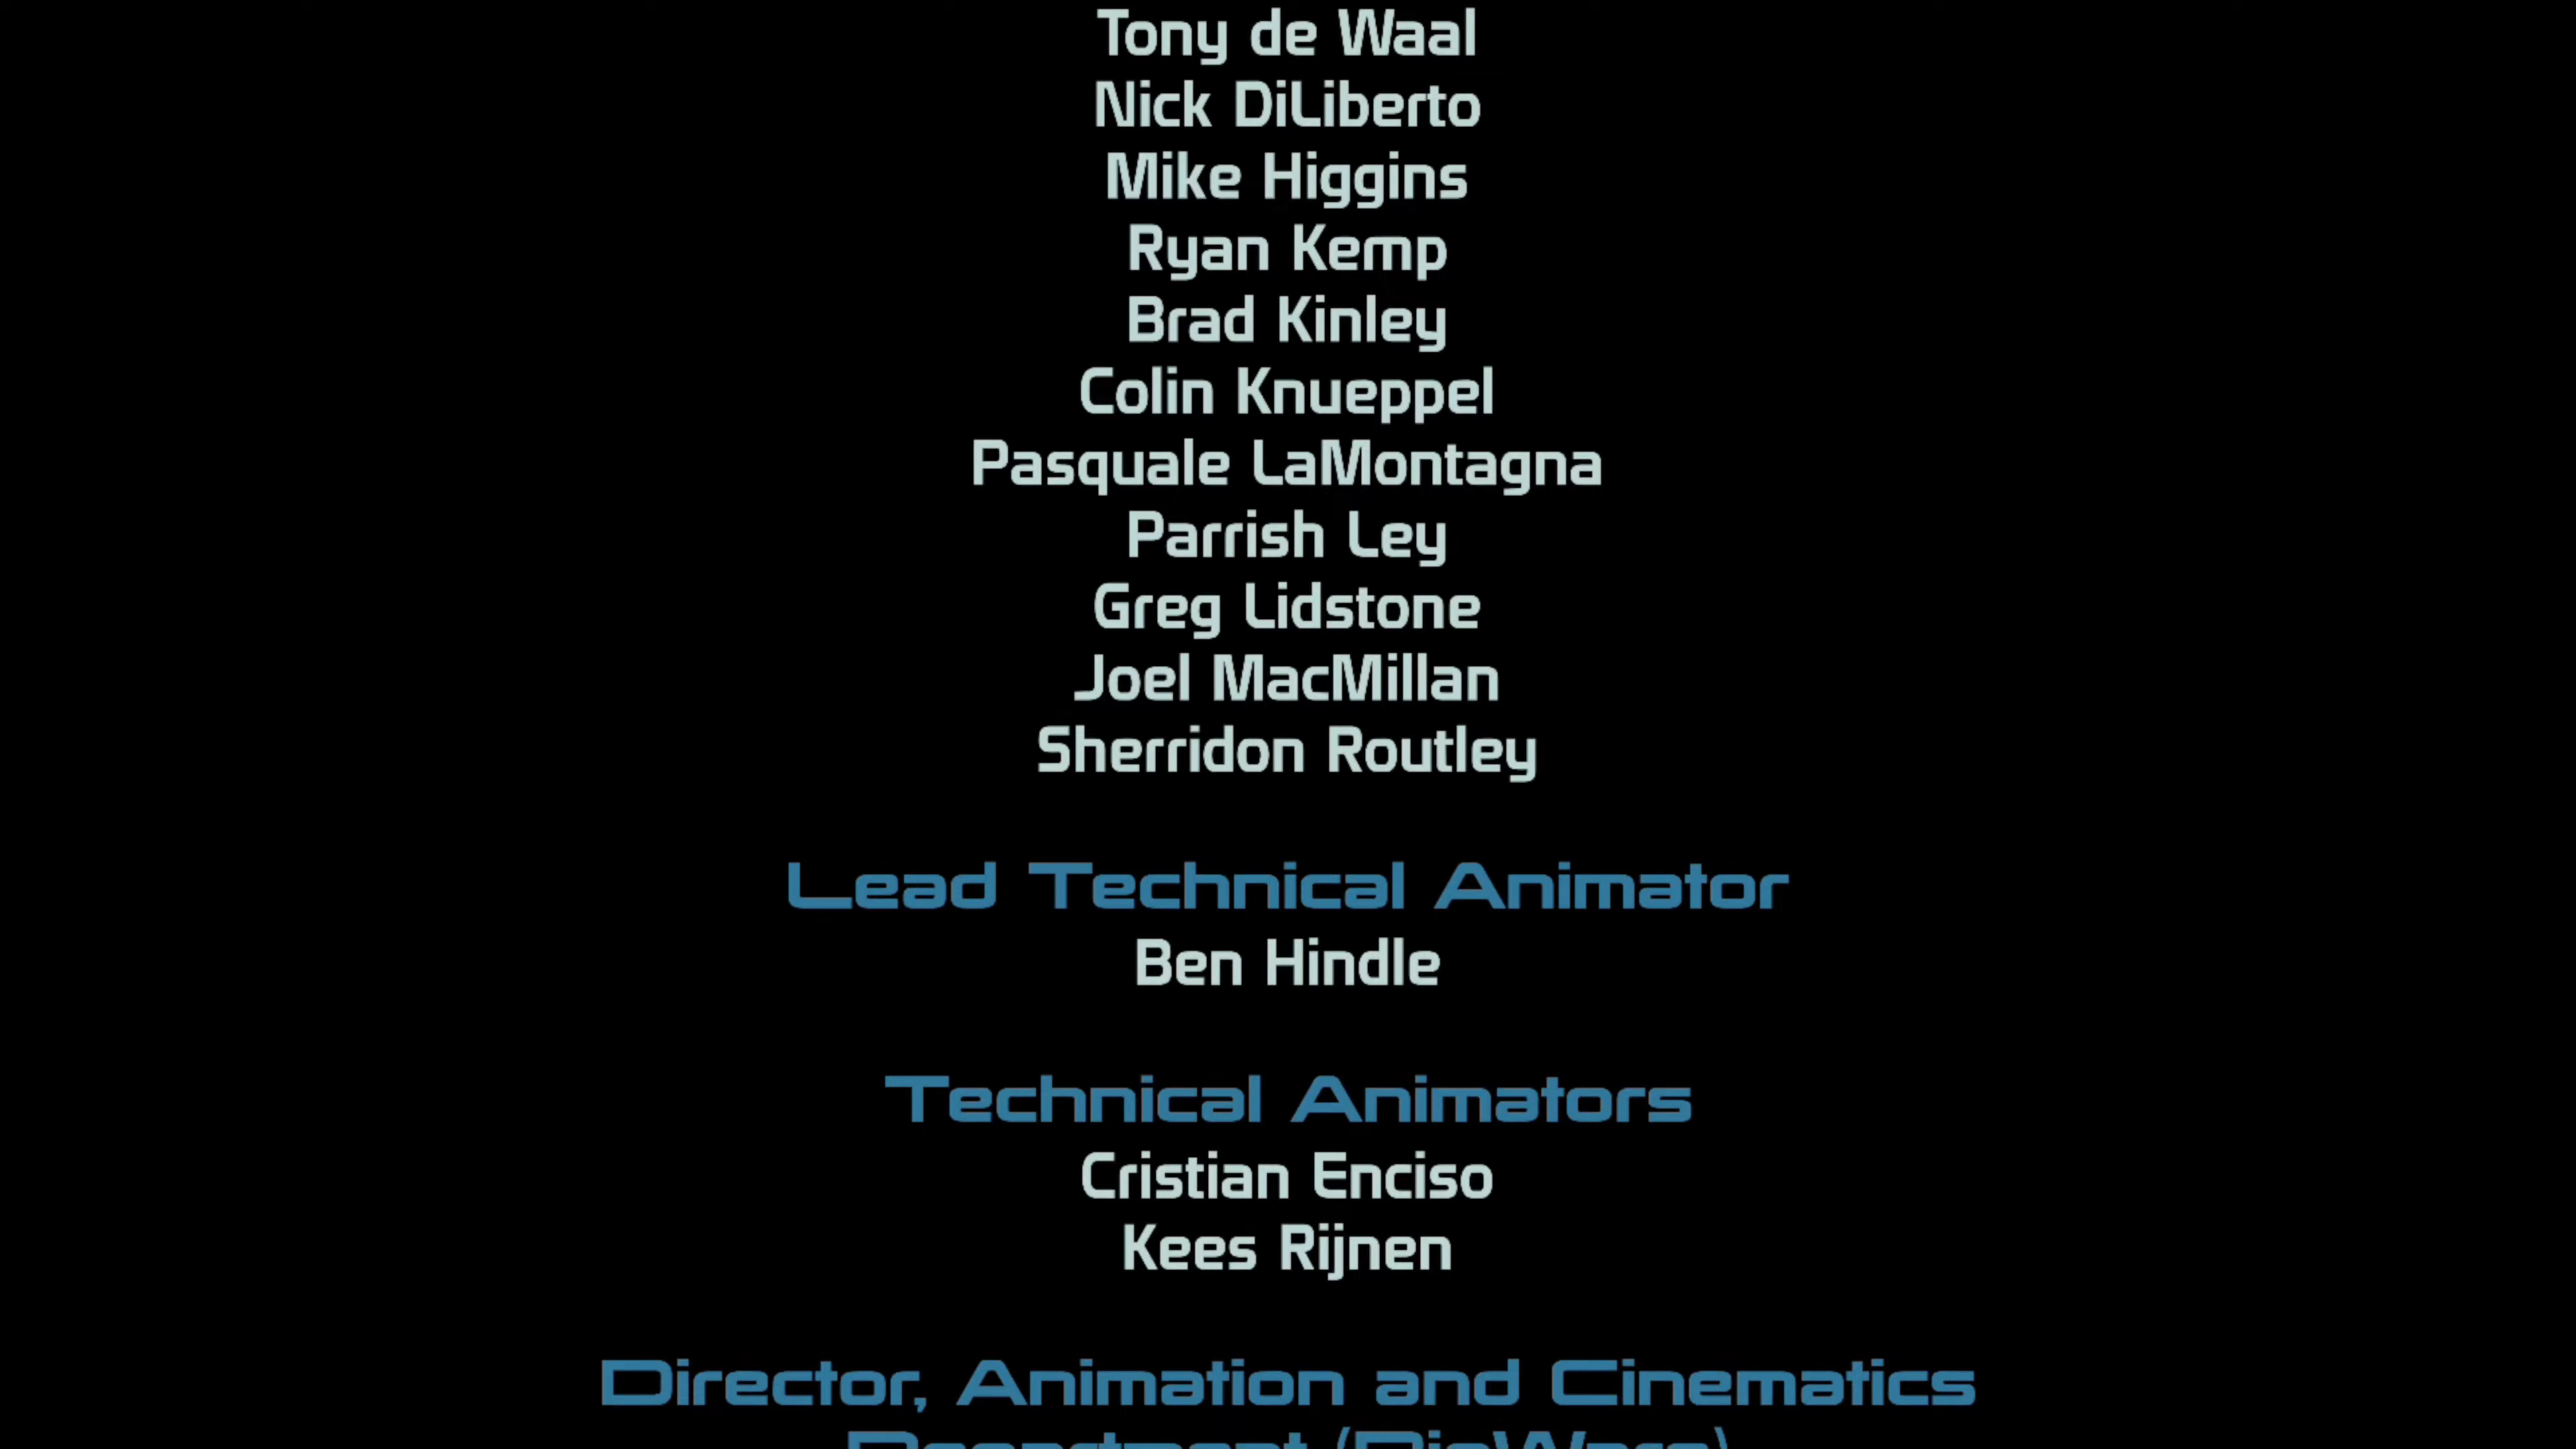 Tony de Waal
Nick DiLiberto
Mike Higgins
Ryan Kemp
Brad Kinley
Colin Knueppel
Pasquale LaMontagna
Parrish Ley
Greg Lidstone
Joel MacMillan
Sherridon Routley
Lead Technical Animator
Ben Hindle
Technical Animators
Cristian Enciso
Kees Rijnen
Director, Animation and Cinematics
Department (BioWare)